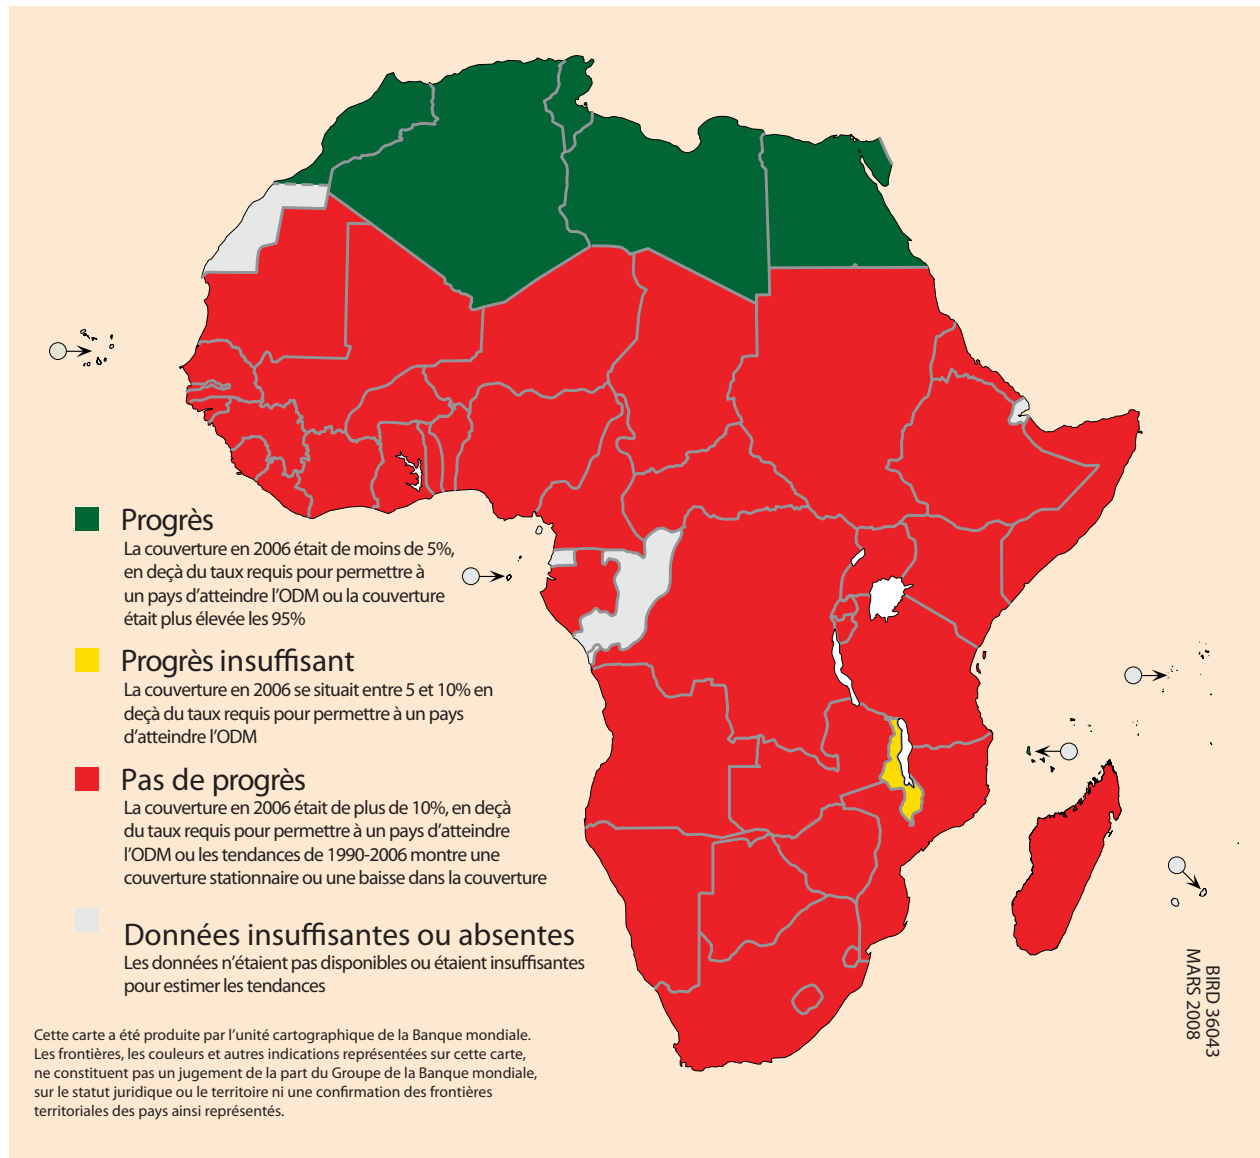 Progrès
La couverture en 2006 était de moins de 5%,
en deçà du taux requis pour permettre à
un pays d’atteindre l’ODM ou la couverture
était plus élevée les 95%
Progrès insuffisant
La couverture en 2006 se situait entre 5 et 10% en
deçà du taux requis pour permettre à un pays
d’atteindre l’ODM
Pas de progrès
La couverture en 2006 était de plus de 10%, en deçà
du taux requis pour permettre à un pays d’atteindre
l’ODM ou les tendances de 1990-2006 montre une
couverture stationnaire ou une baisse dans la couverture
Données insuffisantes ou absentes
Les données n’étaient pas disponibles ou étaient insuffisantes
pour estimer les tendances
Cette carte a été produite par l’unité cartographique de la Banque mondiale.
Les frontières, les couleurs et autres indications représentées sur cette carte,
ne constituent pas un jugement de la part du Groupe de la Banque mondiale,
sur le statut juridique ou le territoire ni une confirmation des frontières
territoriales des pays ainsi représentés.
BIRD 36043
MARS 2008